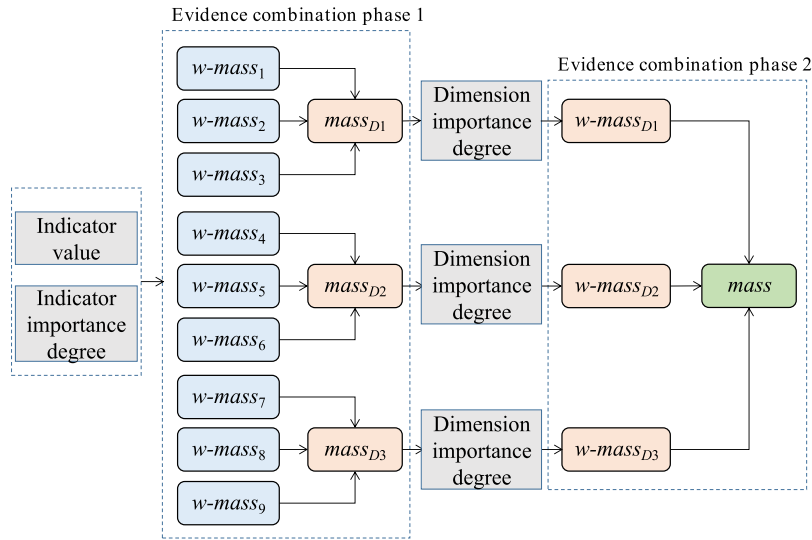 Evidence combination phase 1
Evidence combination phase 2
Indicator
value
Indicator
importance
degree
w-mass₁
w-mass₂
w-mass₃
mass_D1
Dimension
importance
degree
w-mass_D1
w-mass₄
w-mass₅
w-mass₆
mass_D2
Dimension
importance
degree
w-mass_D2
mass
w-mass₇
w-mass₈
w-mass₉
mass_D3
Dimension
importance
degree
w-mass_D3